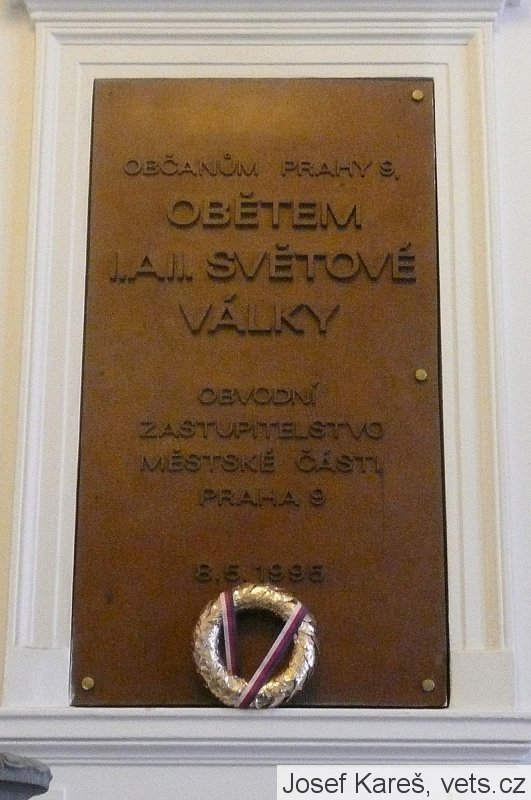 OBČANŮM PRAHY 9,
OBĚTEM
I. A II. SVĚTOVÉ
VÁLKY
OBVODNÍ
ZASTUPITELSTVO
MĚSTSKÉ ČÁSTI
PRAHA 9
8.5.1995
Josef Kareš, vets.cz